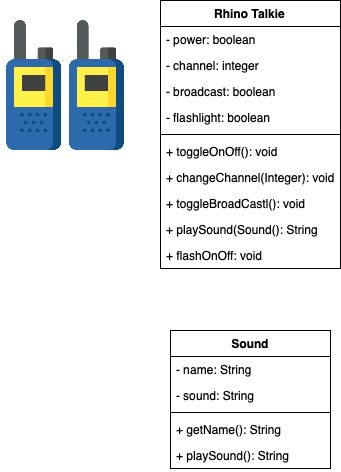 Rhino Talkie
- power: boolean
- channel: integer
- broadcast: boolean
- flashlight: boolean
+ toggleOnOff(): void
+ changeChannel(Integer): void
+ toggleBroadCastl(): void
+ playSound(Sound(): String
+ flashOnOff: void
Sound
- name: String
- sound: String
+ getName(): String
+ playSound(): String